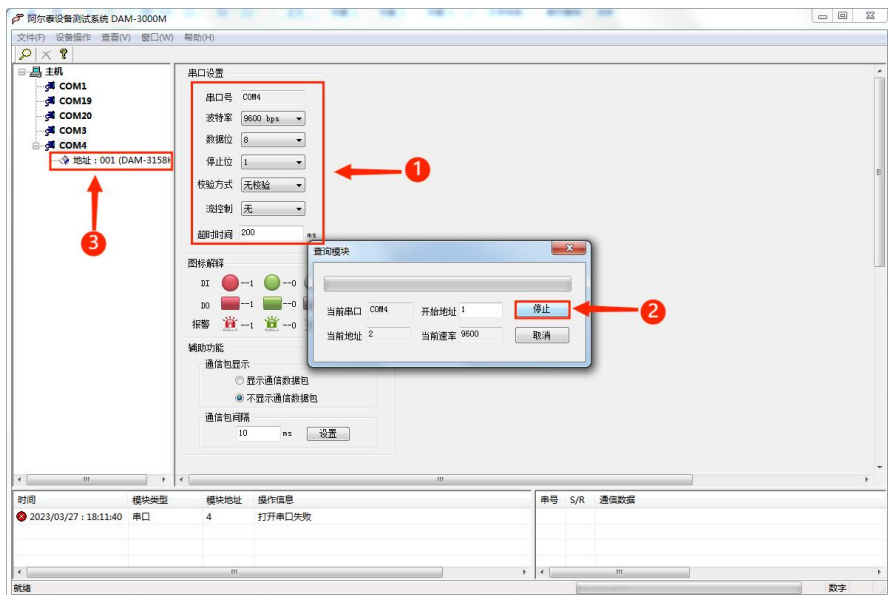 阿尔泰设备测试系统 DAM-3000M
文件(F) 设备操作 查看(V) 窗口(W) 帮助(H)
主机
COM1
COM19
COM20
COM3
COM4
地址：001 (DAM-3158
串口设置
串口号 COM4
波特率 9600 bps
数据位 8
停止位 1
校验方式 无校验
流控制 无
超时时间 200 ms
1
3
图标解释
DI --1 --0
DO --1 --0
报警 --1 --0
查询模块
当前串口 COM4 开始地址 1 停止
当前地址 2 当前速率 9600 取消
2
辅助功能
通信包显示
显示通信数据包
不显示通信数据包
通信包间隔
10 ms 设置
时间 模块类型 模块地址 操作信息
2023/03/27：18:11:40 串口 4 打开串口失败
串号 S/R 通信数据
就绪 数字